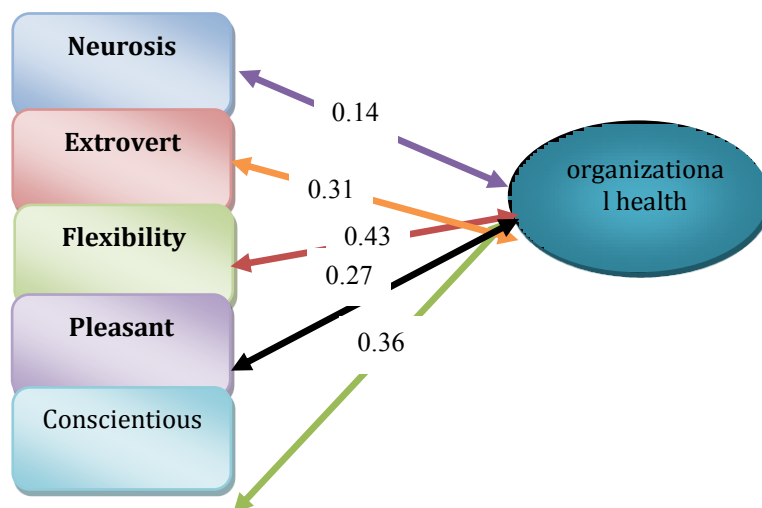 Neurosis
0.14
Extrovert
organizationa
l health
0.31
Flexibility
0.43
0.27
Pleasant
0.36
Conscientious